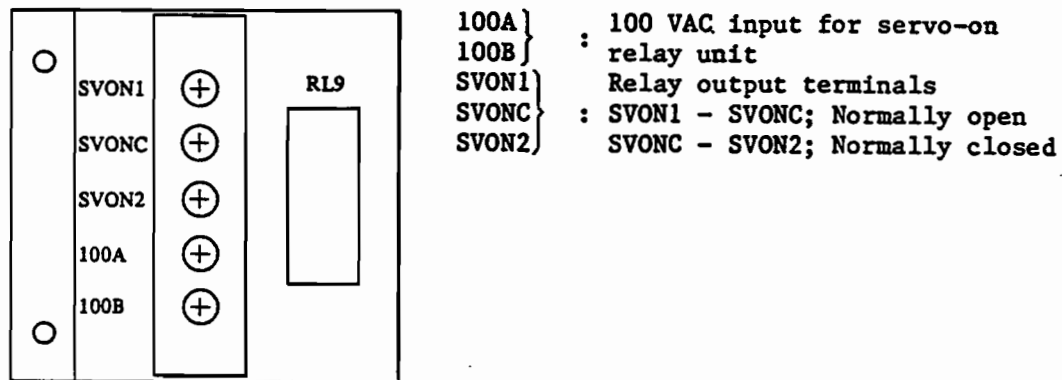 SVON1
SVONC
SVON2
100A
100B
RL9
100A
100B
: 100 VAC input for servo-on
relay unit
SVON1
SVONC
SVON2
Relay output terminals
: SVON1 - SVONC; Normally open
SVONC - SVON2; Normally closed